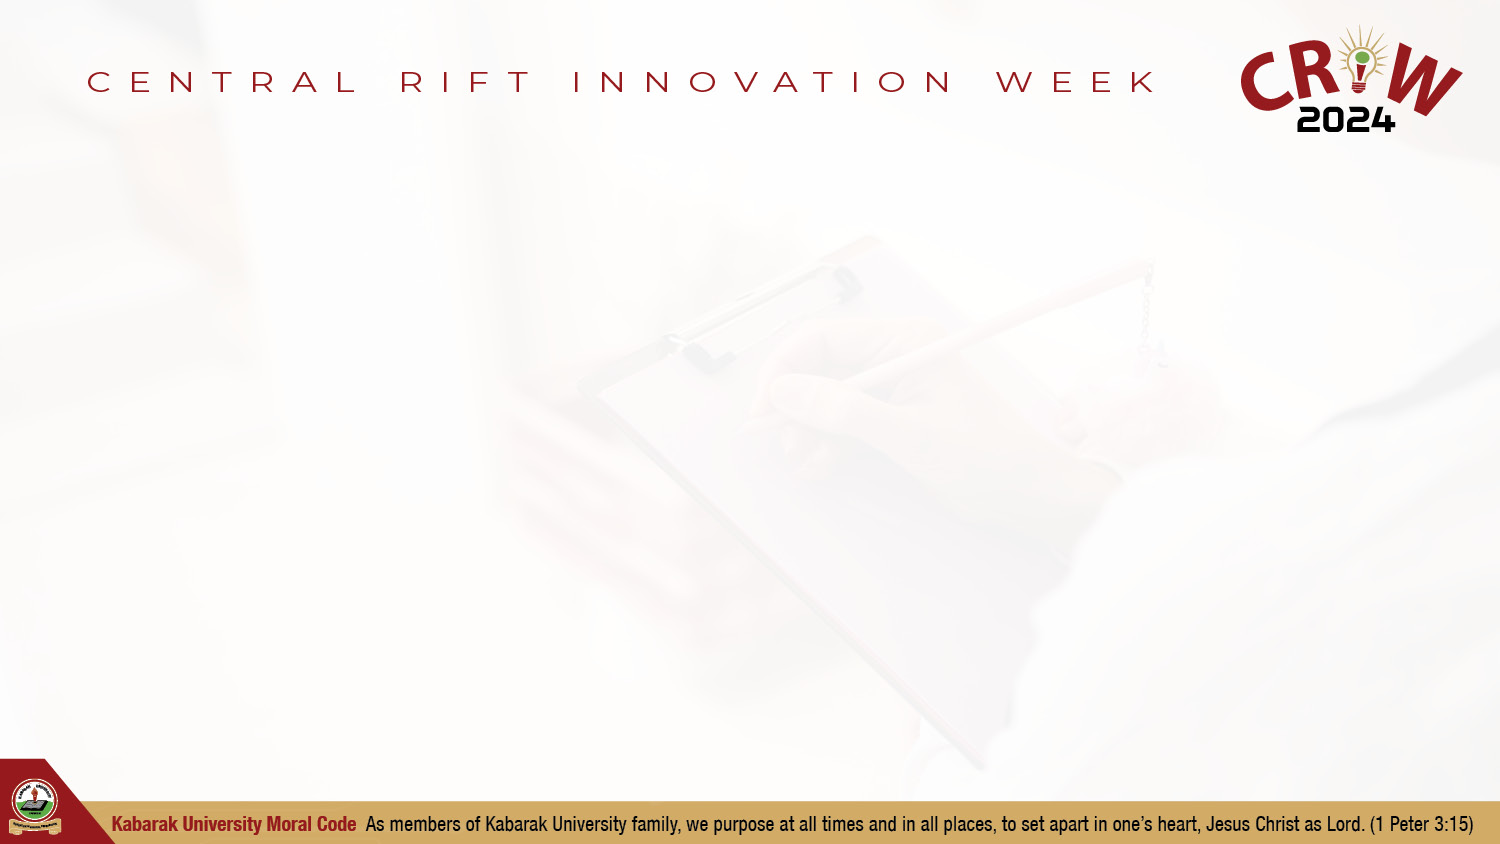 CENTRAL RIFT INNOVATION WEEK
CRIW
2024
Kabarak University Moral Code As members of Kabarak University family, we purpose at all times and in all places, to set apart in one’s heart, Jesus Christ as Lord. (1 Peter 3:15)